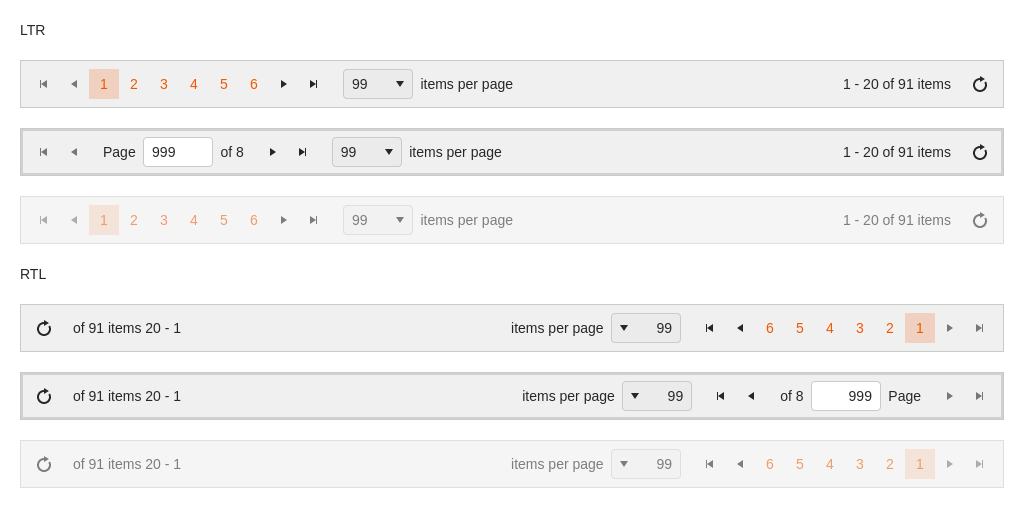 LTR
1 2 3 4 5 6 99 items per page 1 - 20 of 91 items
Page 999 of 8 99 items per page 1 - 20 of 91 items
1 2 3 4 5 6 99 items per page 1 - 20 of 91 items
RTL
of 91 items 20 - 1 items per page 99 6 5 4 3 2 1
of 91 items 20 - 1 items per page 99 of 8 999 Page
of 91 items 20 - 1 items per page 99 6 5 4 3 2 1